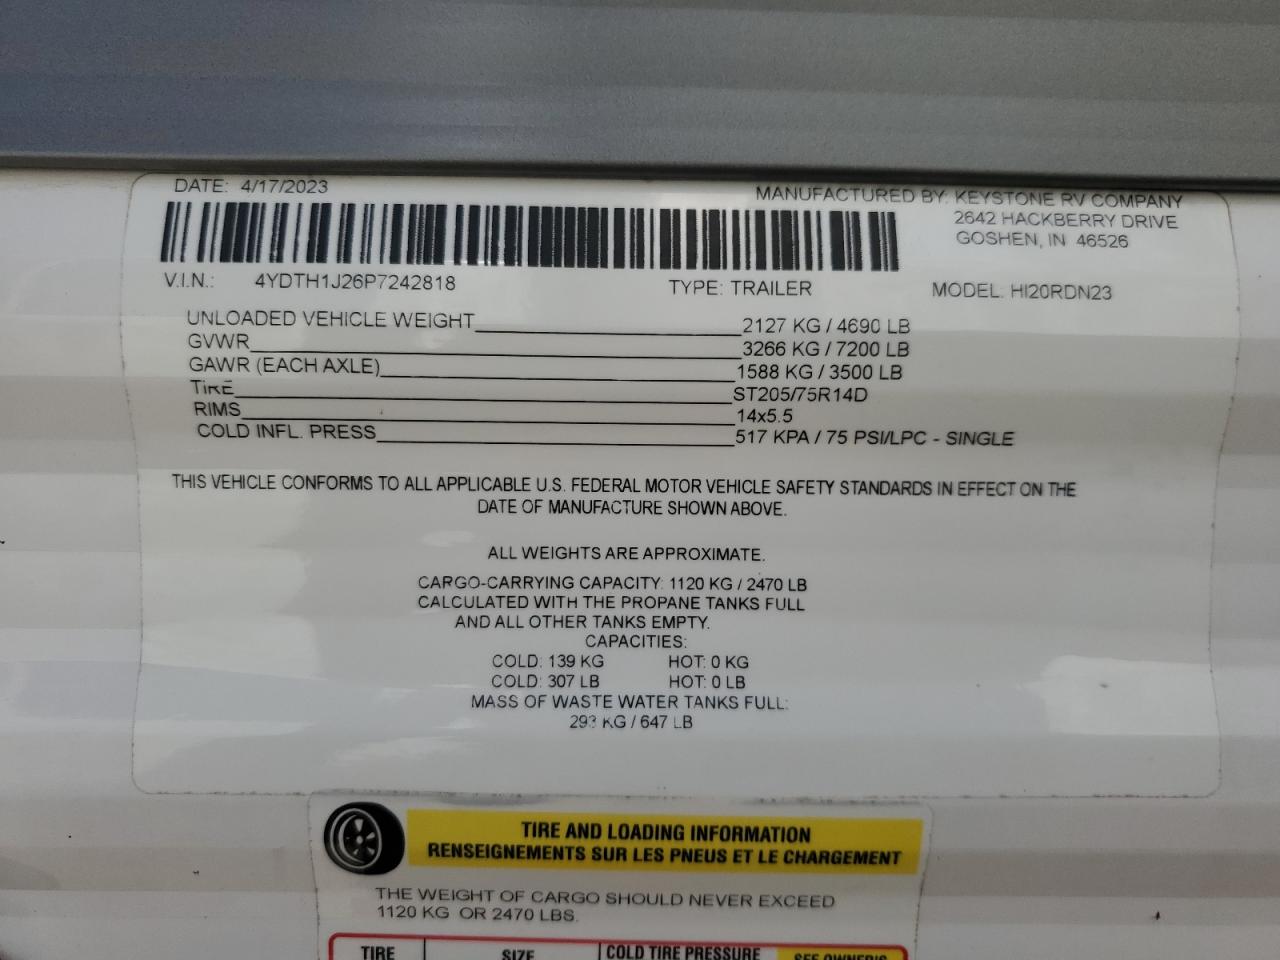 DATE: 4/17/2023
MANUFACTURED BY: KEYSTONE RV COMPANY
2642 HACKBERRY DRIVE
GOSHEN, IN 46526
V.I.N.: 4YDTH1J26P7242818 TYPE: TRAILER MODEL: HI20RDN23
UNLOADED VEHICLE WEIGHT 2127 KG / 4690 LB
GVWR 3266 KG / 7200 LB
GAWR (EACH AXLE) 1588 KG / 3500 LB
TIRE ST205/75R14D
RIMS 14x5.5
COLD INFL. PRESS 517 KPA / 75 PSI/LPC - SINGLE
THIS VEHICLE CONFORMS TO ALL APPLICABLE U.S. FEDERAL MOTOR VEHICLE SAFETY STANDARDS IN EFFECT ON THE
DATE OF MANUFACTURE SHOWN ABOVE.
ALL WEIGHTS ARE APPROXIMATE.
CARGO-CARRYING CAPACITY: 1120 KG / 2470 LB
CALCULATED WITH THE PROPANE TANKS FULL
AND ALL OTHER TANKS EMPTY.
CAPACITIES:
COLD: 139 KG HOT: 0 KG
COLD: 307 LB HOT: 0 LB
MASS OF WASTE WATER TANKS FULL:
293 KG / 647 LB
TIRE AND LOADING INFORMATION
RENSEIGNEMENTS SUR LES PNEUS ET LE CHARGEMENT
THE WEIGHT OF CARGO SHOULD NEVER EXCEED
1120 KG OR 2470 LBS.
TIRE SIZE COLD TIRE PRESSURE SEE OWNER'S